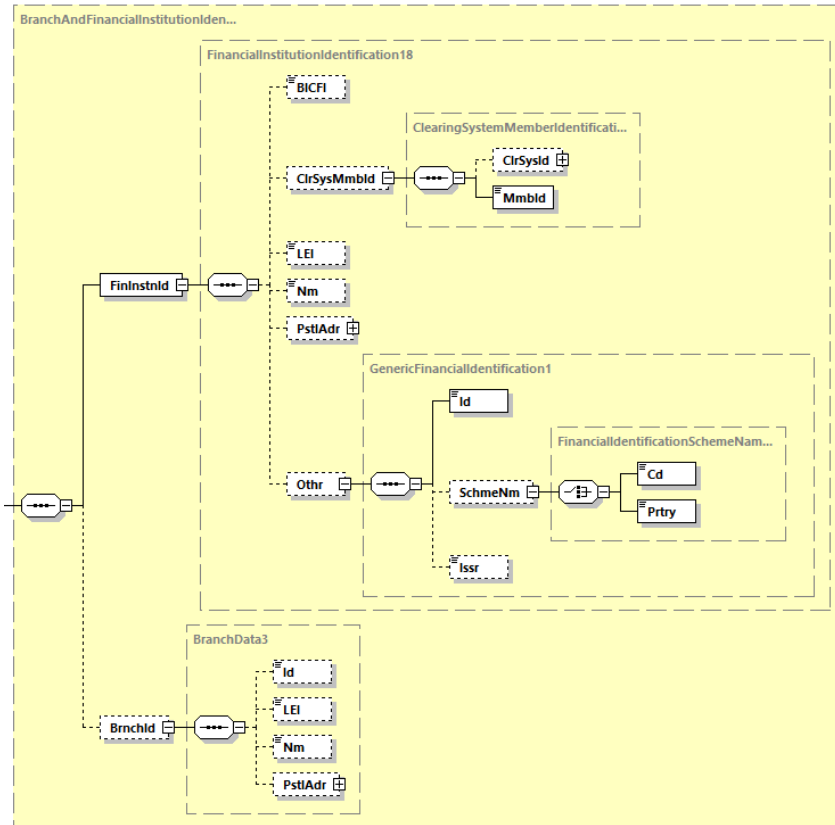 BranchAndFinancialInstitutionIden...
FinancialInstitutionIdentification18
BICFI
ClearingSystemMemberIdentificati...
ClrSysMmbId
ClrSysId
MmbId
LEI
FinInstnId
Nm
PstlAdr
GenericFinancialIdentification1
Id
FinancialIdentificationSchemeNam...
Othr
SchmeNm
Cd
Prtry
Issr
BranchData3
Id
LEI
BrnchId
Nm
PstlAdr